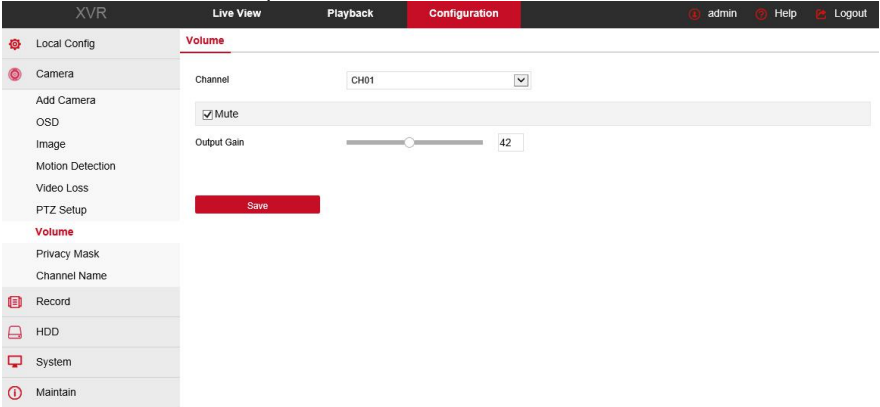 XVR Live View Playback Configuration admin Help Logout
Local Config
Camera
Add Camera
OSD
Image
Motion Detection
Video Loss
PTZ Setup
Volume
Privacy Mask
Channel Name
Record
HDD
System
Maintain
Volume
Channel CH01
Mute
Output Gain 42
Save